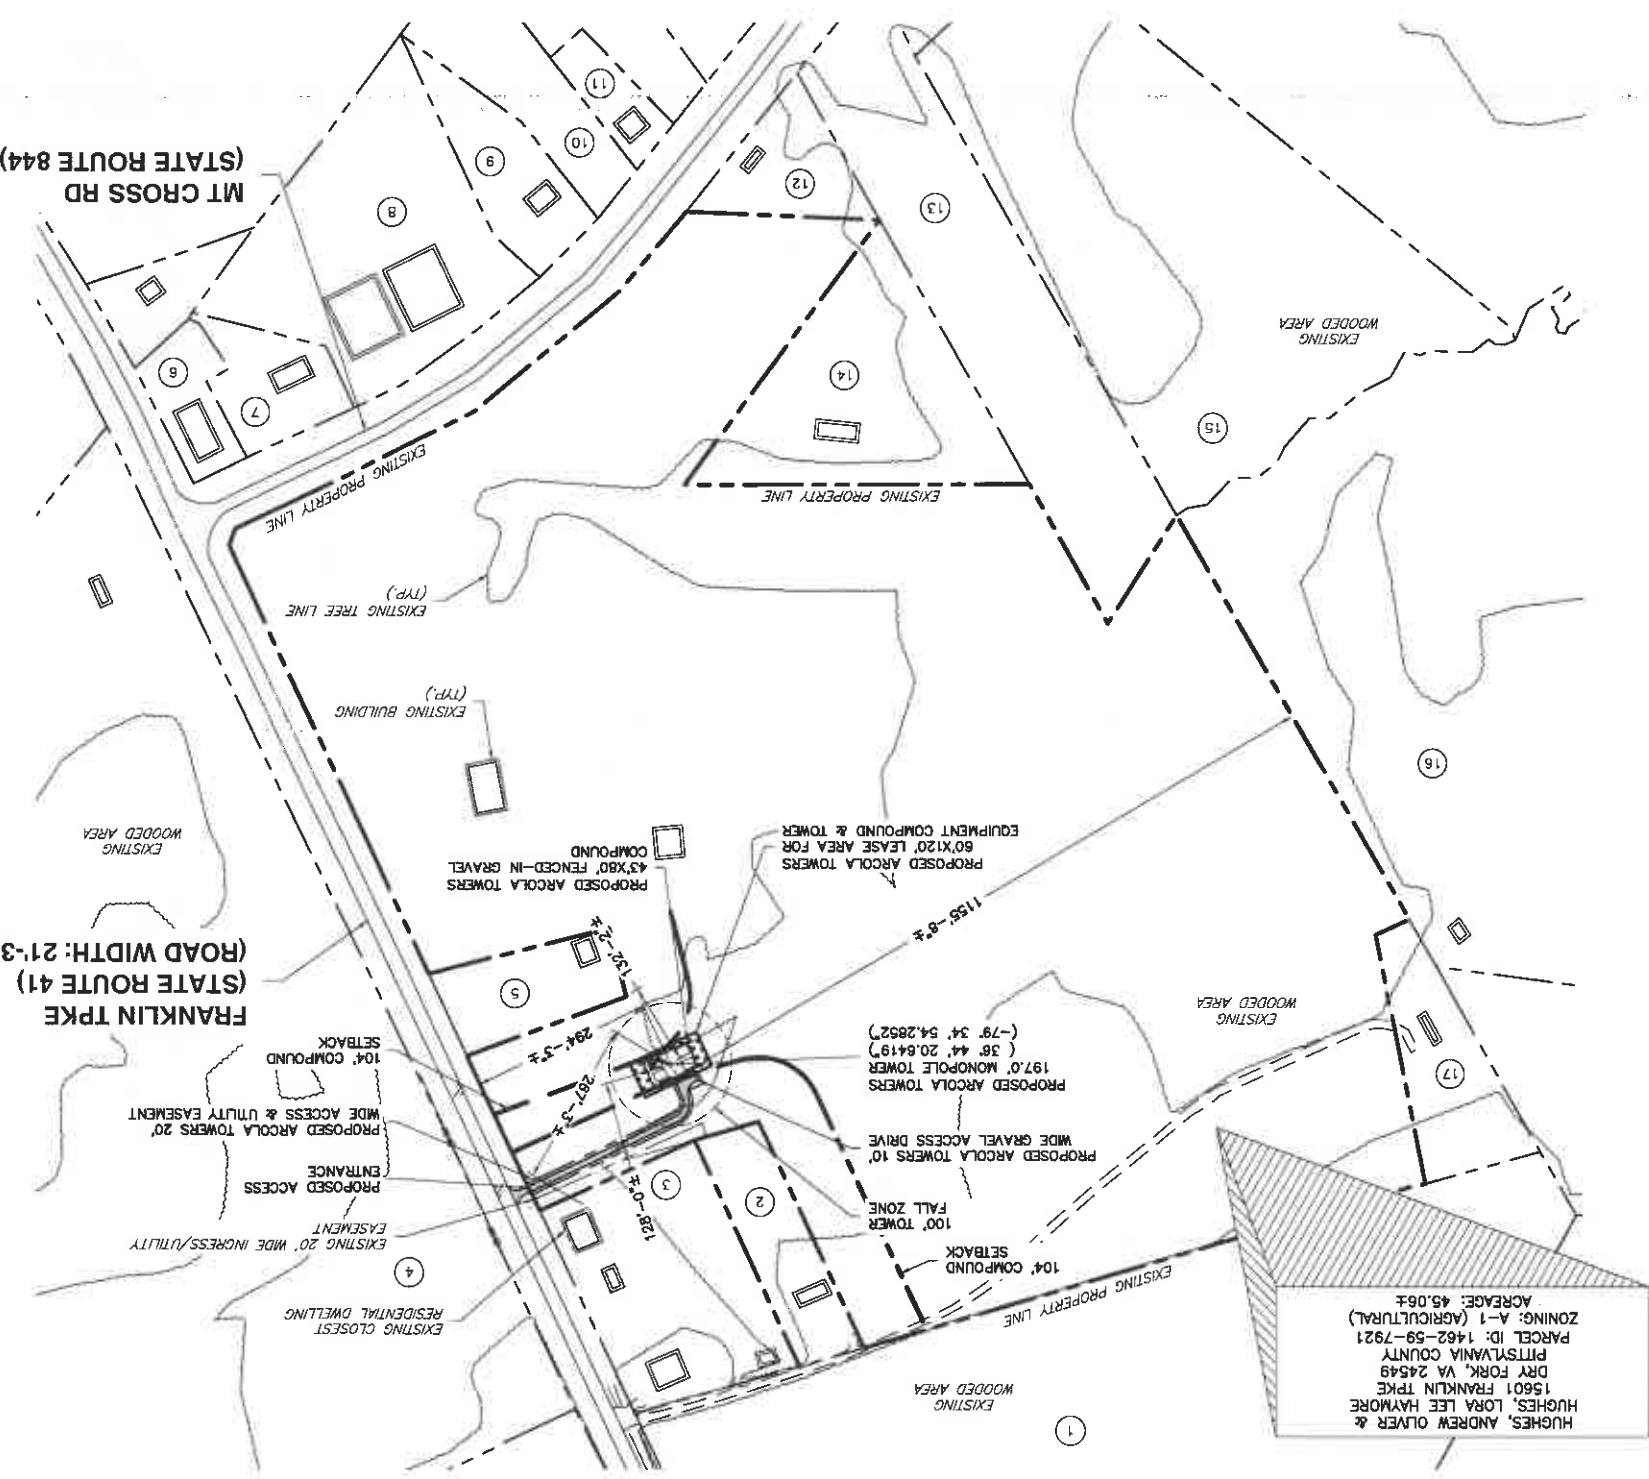 HUGHES, ANDREW OLIVER &
HUGHES, LORA LEE HAYMORE
15601 FRANKLIN TPKE
DRY FORK, VA 24549
PITTSYLVANIA COUNTY
PARCEL ID: 1462-59-7921
ZONING: A-1 (AGRICULTURAL)
ACREAGE: 45.06±
1
EXISTING
WOODED AREA
EXISTING PROPERTY LINE
104' COMPOUND
SETBACK
100' TOWER
FALL ZONE
PROPOSED ARCOLA TOWERS 10'
WIDE GRAVEL ACCESS DRIVE
PROPOSED ARCOLA TOWERS
197.0' MONOPOLE TOWER
( 36° 44' 20.6419")
(-79° 34' 54.2852")
EXISTING CLOSEST
RESIDENTIAL DWELLING
4
EXISTING 20' WIDE INGRESS/UTILITY
EASEMENT
PROPOSED ACCESS
ENTRANCE
PROPOSED ARCOLA TOWERS 20'
WIDE ACCESS & UTILITY EASEMENT
104' COMPOUND
SETBACK
2
3
128'-0"±
287'-3"±
294'-3"±
132'-2"±
5
17
EXISTING
WOODED AREA
FRANKLIN TPKE
(STATE ROUTE 41)
(ROAD WIDTH: 21'-3
1155'-8"±
PROPOSED ARCOLA TOWERS
60'X120' LEASE AREA FOR
EQUIPMENT COMPOUND & TOWER
PROPOSED ARCOLA TOWERS
43'X80' FENCED-IN GRAVEL
COMPOUND
EXISTING
WOODED AREA
16
EXISTING BUILDING
(TYP.)
EXISTING TREE LINE
(TYP.)
EXISTING PROPERTY LINE
EXISTING PROPERTY LINE
15
14
7
6
EXISTING
WOODED AREA
13
12
8
9
10
11
MT CROSS RD
(STATE ROUTE 844)